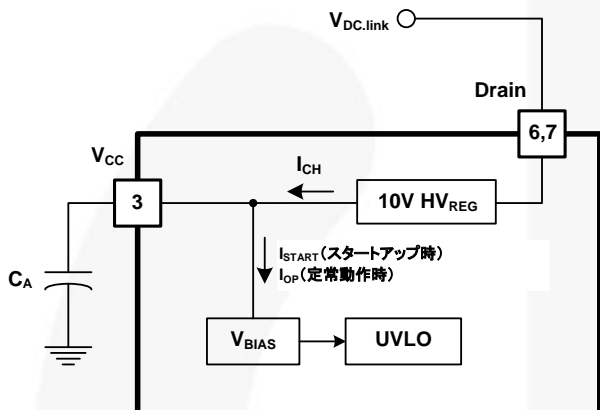 VDC.link
Drain
6,7
VCC
ICH
3
10V HVREG
ISTART(スタートアップ時)
IOP(定常動作時)
CA
VBIAS
UVLO